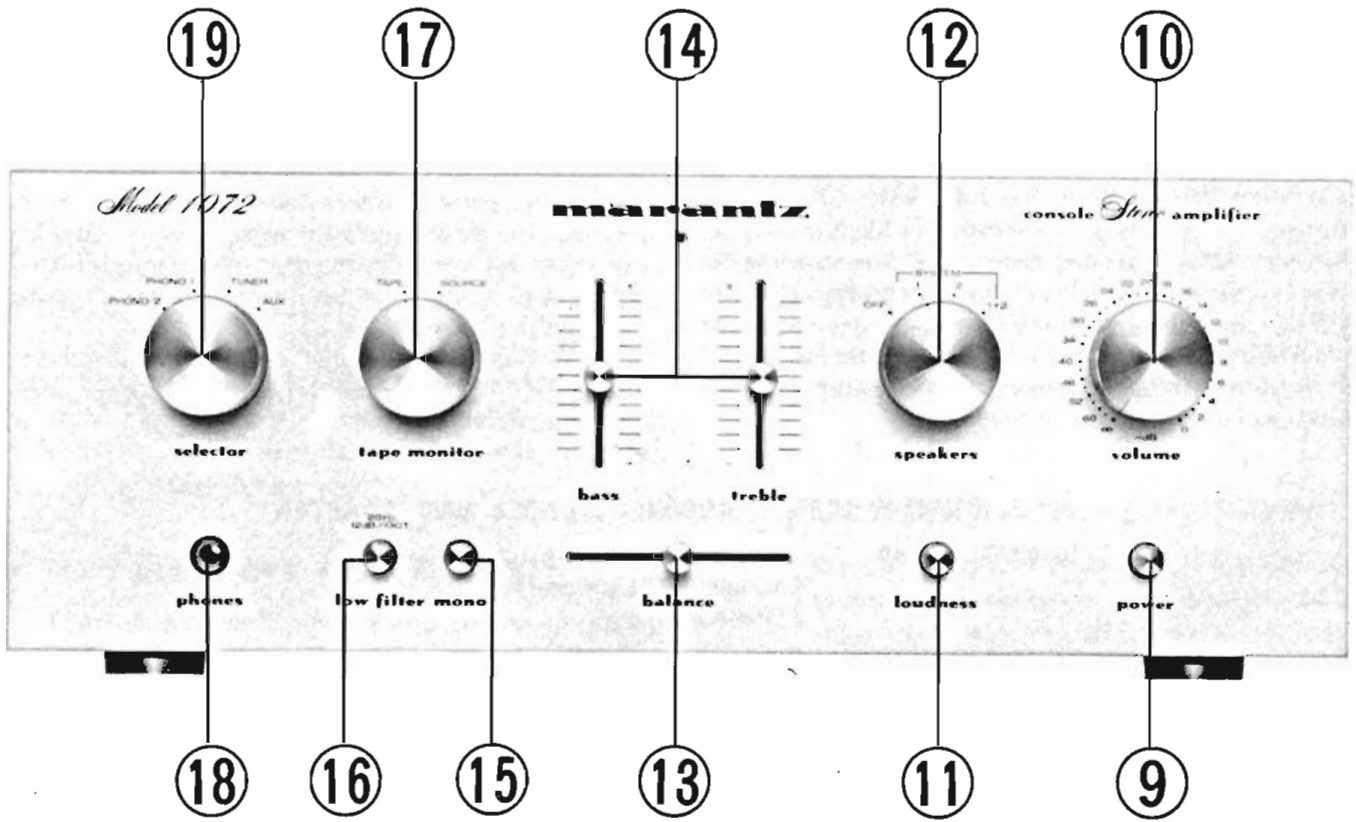 19 17 14 12 10
Model 1072
marantz
console Stereo amplifier
PHONO 2 PHONO 1 TUNER AUX
TAPE SOURCE
SYSTEM
OFF 1+2
selector
tape monitor
bass
treble
speakers
volume
-dB
phones
low filter
mono
balance
loudness
power
18 16 15 13 11 9